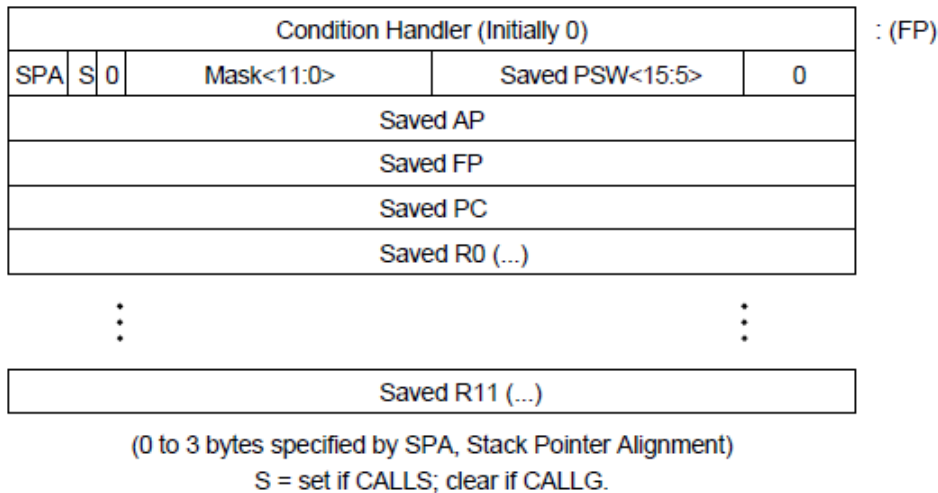 Condition Handler (Initially 0) : (FP)
SPA S 0 Mask<11:0> Saved PSW<15:5> 0
Saved AP
Saved FP
Saved PC
Saved R0 (...)
Saved R11 (...)
(0 to 3 bytes specified by SPA, Stack Pointer Alignment)
S = set if CALLS; clear if CALLG.